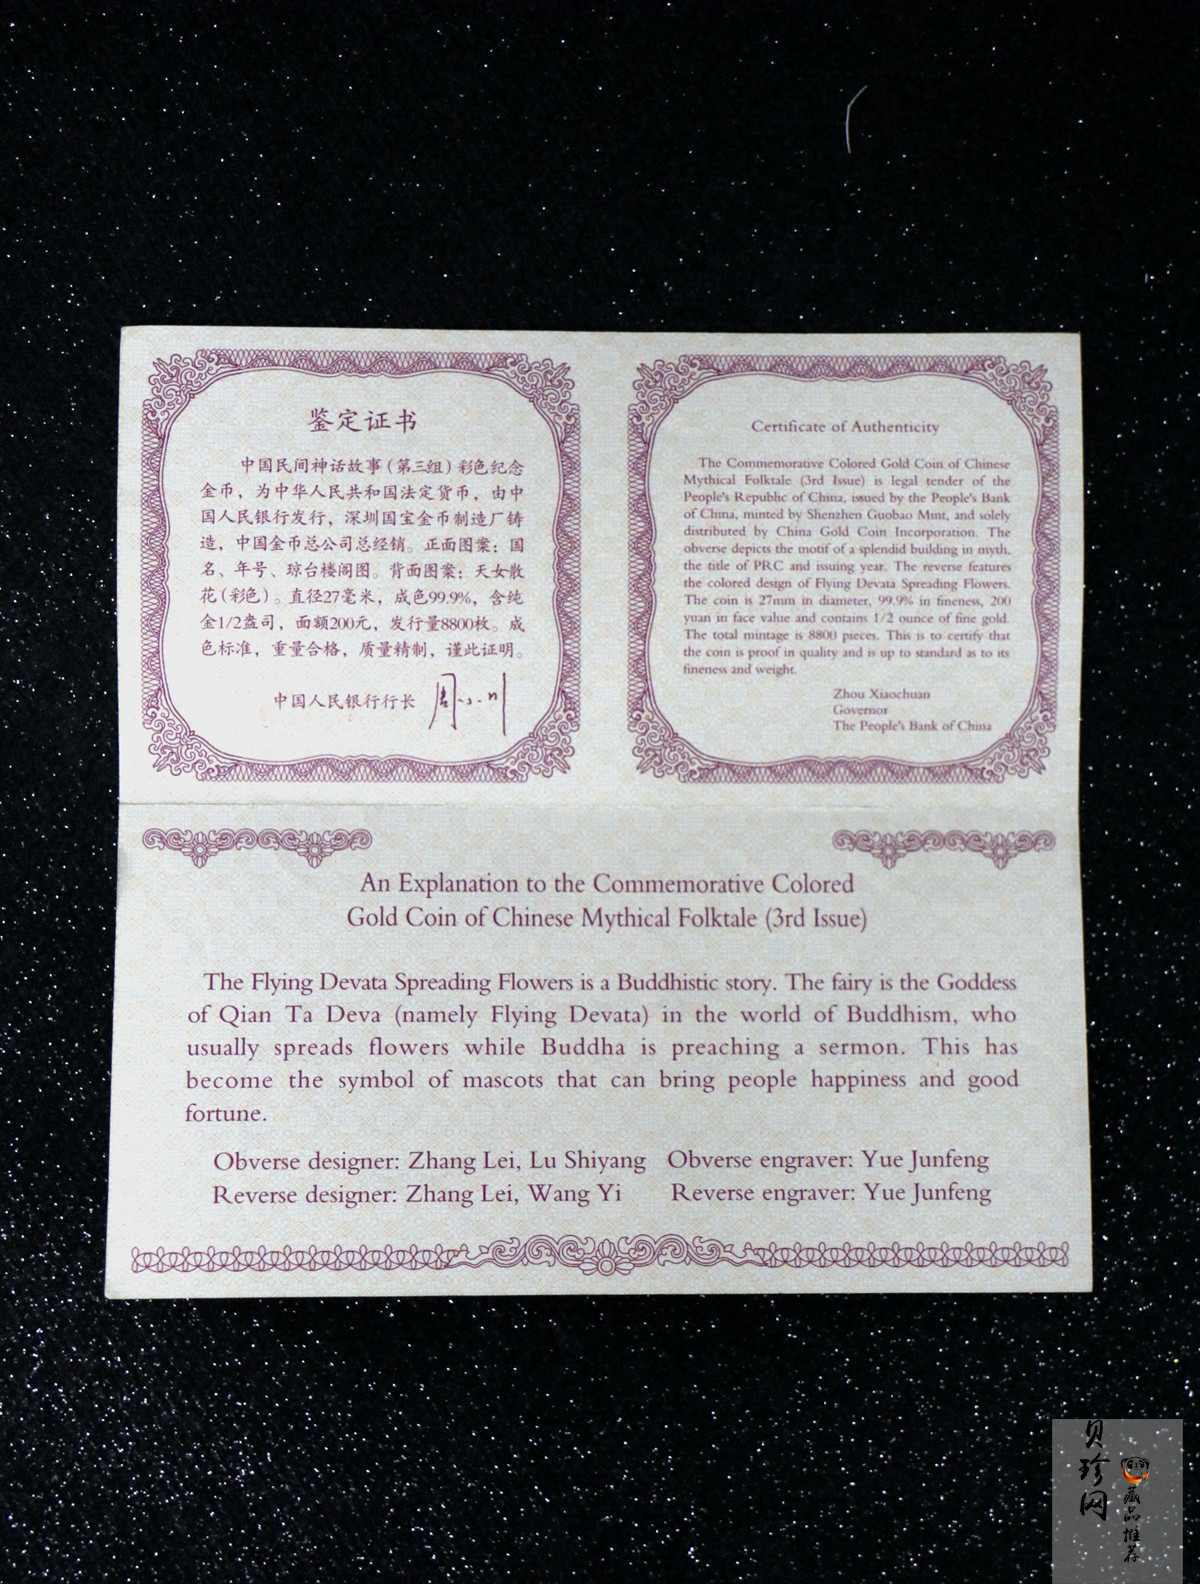 鉴定证书
中国民间神话故事(第三组)彩色纪念
金币，为中华人民共和国法定货币，由中
国人民银行发行，深圳国宝金币制造厂铸
造，中国金币总公司总经销。正面图案：国
名、年号、琼台楼阁图。背面图案：天女散
花(彩色)。直径27毫米，成色99.9%，含纯
金1/2盎司，面额200元，发行量8800枚。成
色标准，重量合格，质量精制，谨此证明。
中国人民银行行长 周小川
Certificate of Authenticity
The Commemorative Colored Gold Coin of Chinese
Mythical Folktale (3rd Issue) is legal tender of the
People's Republic of China, issued by the People's Bank
of China, minted by Shenzhen Guobao Mint, and solely
distributed by China Gold Coin Incorporation. The
obverse depicts the motif of a splendid building in myth,
the title of PRC and issuing year. The reverse features
the colored design of Flying Devata Spreading Flowers.
The coin is 27mm in diameter, 99.9% in fineness, 200
yuan in face value and contains 1/2 ounce of fine gold.
The total mintage is 8800 pieces. This is to certify that
the coin is proof in quality and is up to standard as to its
fineness and weight.
Zhou Xiaochuan
Governor
The People's Bank of China
An Explanation to the Commemorative Colored
Gold Coin of Chinese Mythical Folktale (3rd Issue)
The Flying Devata Spreading Flowers is a Buddhistic story. The fairy is the Goddess
of Qian Ta Deva (namely Flying Devata) in the world of Buddhism, who
usually spreads flowers while Buddha is preaching a sermon. This has
become the symbol of mascots that can bring people happiness and good
fortune.
Obverse designer: Zhang Lei, Lu Shiyang Obverse engraver: Yue Junfeng
Reverse designer: Zhang Lei, Wang Yi Reverse engraver: Yue Junfeng
贝珍网
藏品推荐